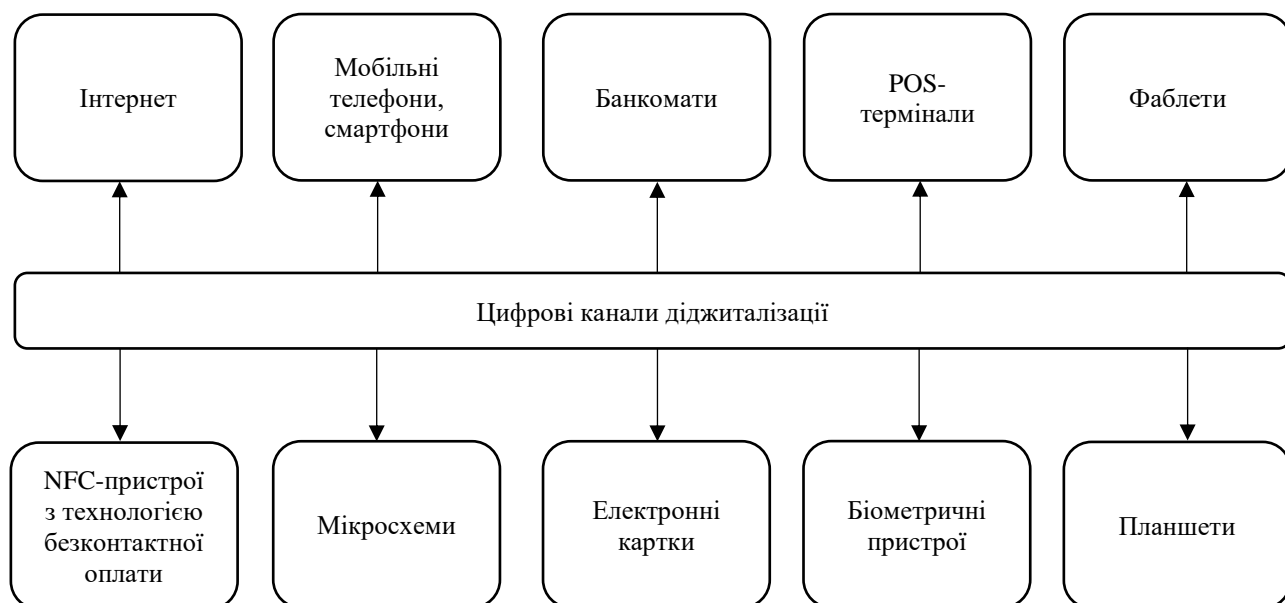 Інтернет
Мобільні
телефони,
смартфони
Банкомати
POS-
термінали
Фаблети
Цифрові канали діджиталізації
NFC-пристрої
з технологією
безконтактної
оплати
Мікросхеми
Електронні
картки
Біометричні
пристрої
Планшети